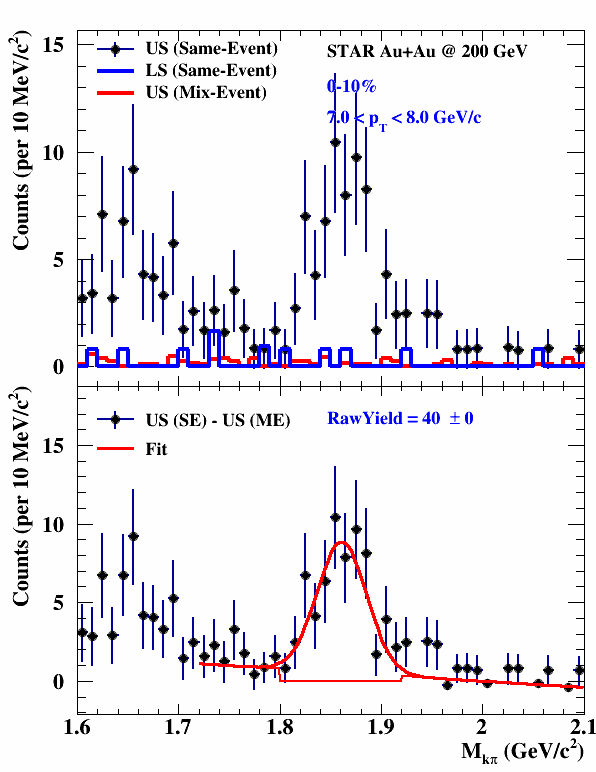 15
10
5
0
Counts (per 10 MeV/c²)
US (Same-Event)
LS (Same-Event)
US (Mix-Event)
STAR Au+Au @ 200 GeV
0-10%
7.0 < p_T < 8.0 GeV/c
15
10
5
0
Counts (per 10 MeV/c²)
US (SE) - US (ME)
Fit
RawYield = 40 ± 0
1.6 1.7 1.8 1.9 2 2.1
M_kπ (GeV/c²)